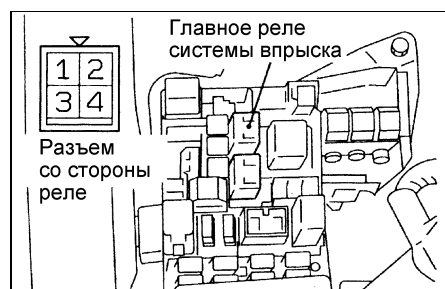 Главное реле
системы впрыска
1 2
3 4
Разъем
со стороны
реле